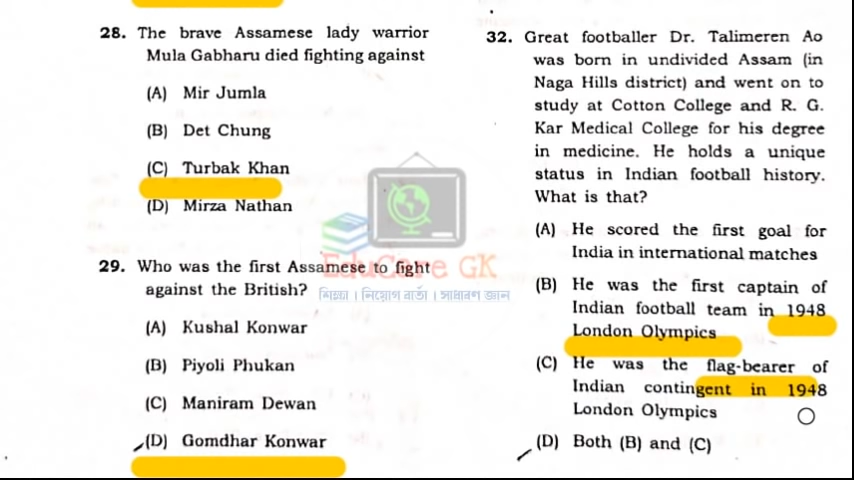 28. The brave Assamese lady warrior
Mula Gabharu died fighting against
(A) Mir Jumla
(B) Det Chung
(C) Turbak Khan
(D) Mirza Nathan
29. Who was the first Assamese to fight
against the British?
(A) Kushal Konwar
(B) Piyoli Phukan
(C) Maniram Dewan
(D) Gomdhar Konwar
32. Great footballer Dr. Talimeren Ao
was born in undivided Assam (in
Naga Hills district) and went on to
study at Cotton College and R. G.
Kar Medical College for his degree
in medicine. He holds a unique
status in Indian football history.
What is that?
(A) He scored the first goal for
India in international matches
(B) He was the first captain of
Indian football team in 1948
London Olympics
(C) He was the flag-bearer of
Indian contingent in 1948
London Olympics
(D) Both (B) and (C)
EduCare GK
শিক্ষা | নিয়োগ বার্তা | সাধাৰণ জ্ঞান